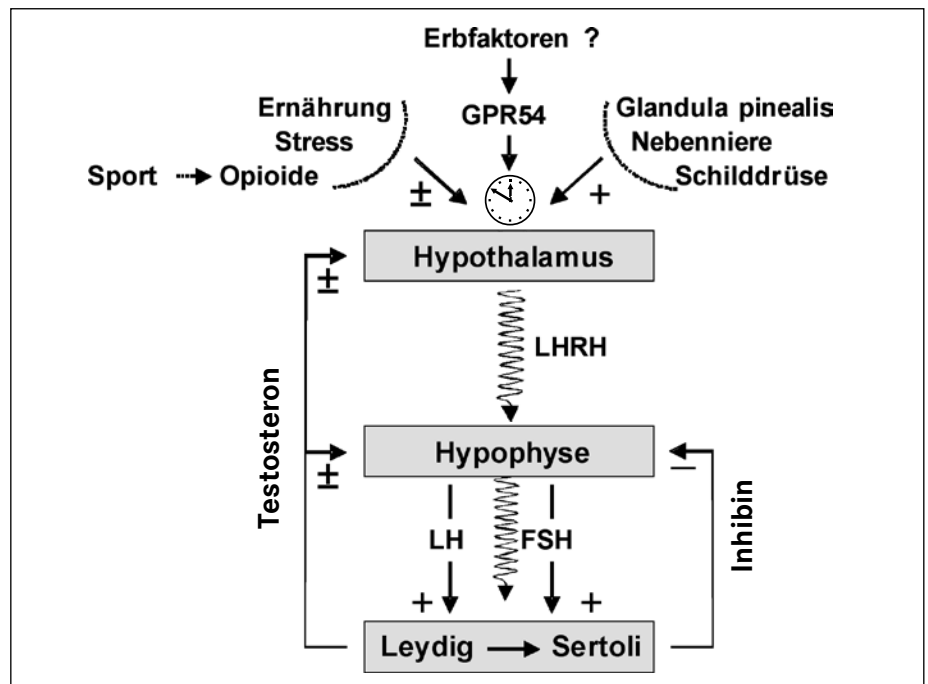 Erbfaktoren ?
Ernährung
GPR54
Glandula pinealis
Stress
Nebenniere
Sport
Opioide
Schilddrüse
±
+
Hypothalamus
±
LHRH
Testosteron
Hypophyse
±
–
Inhibin
LH
FSH
+
+
Leydig
Sertoli